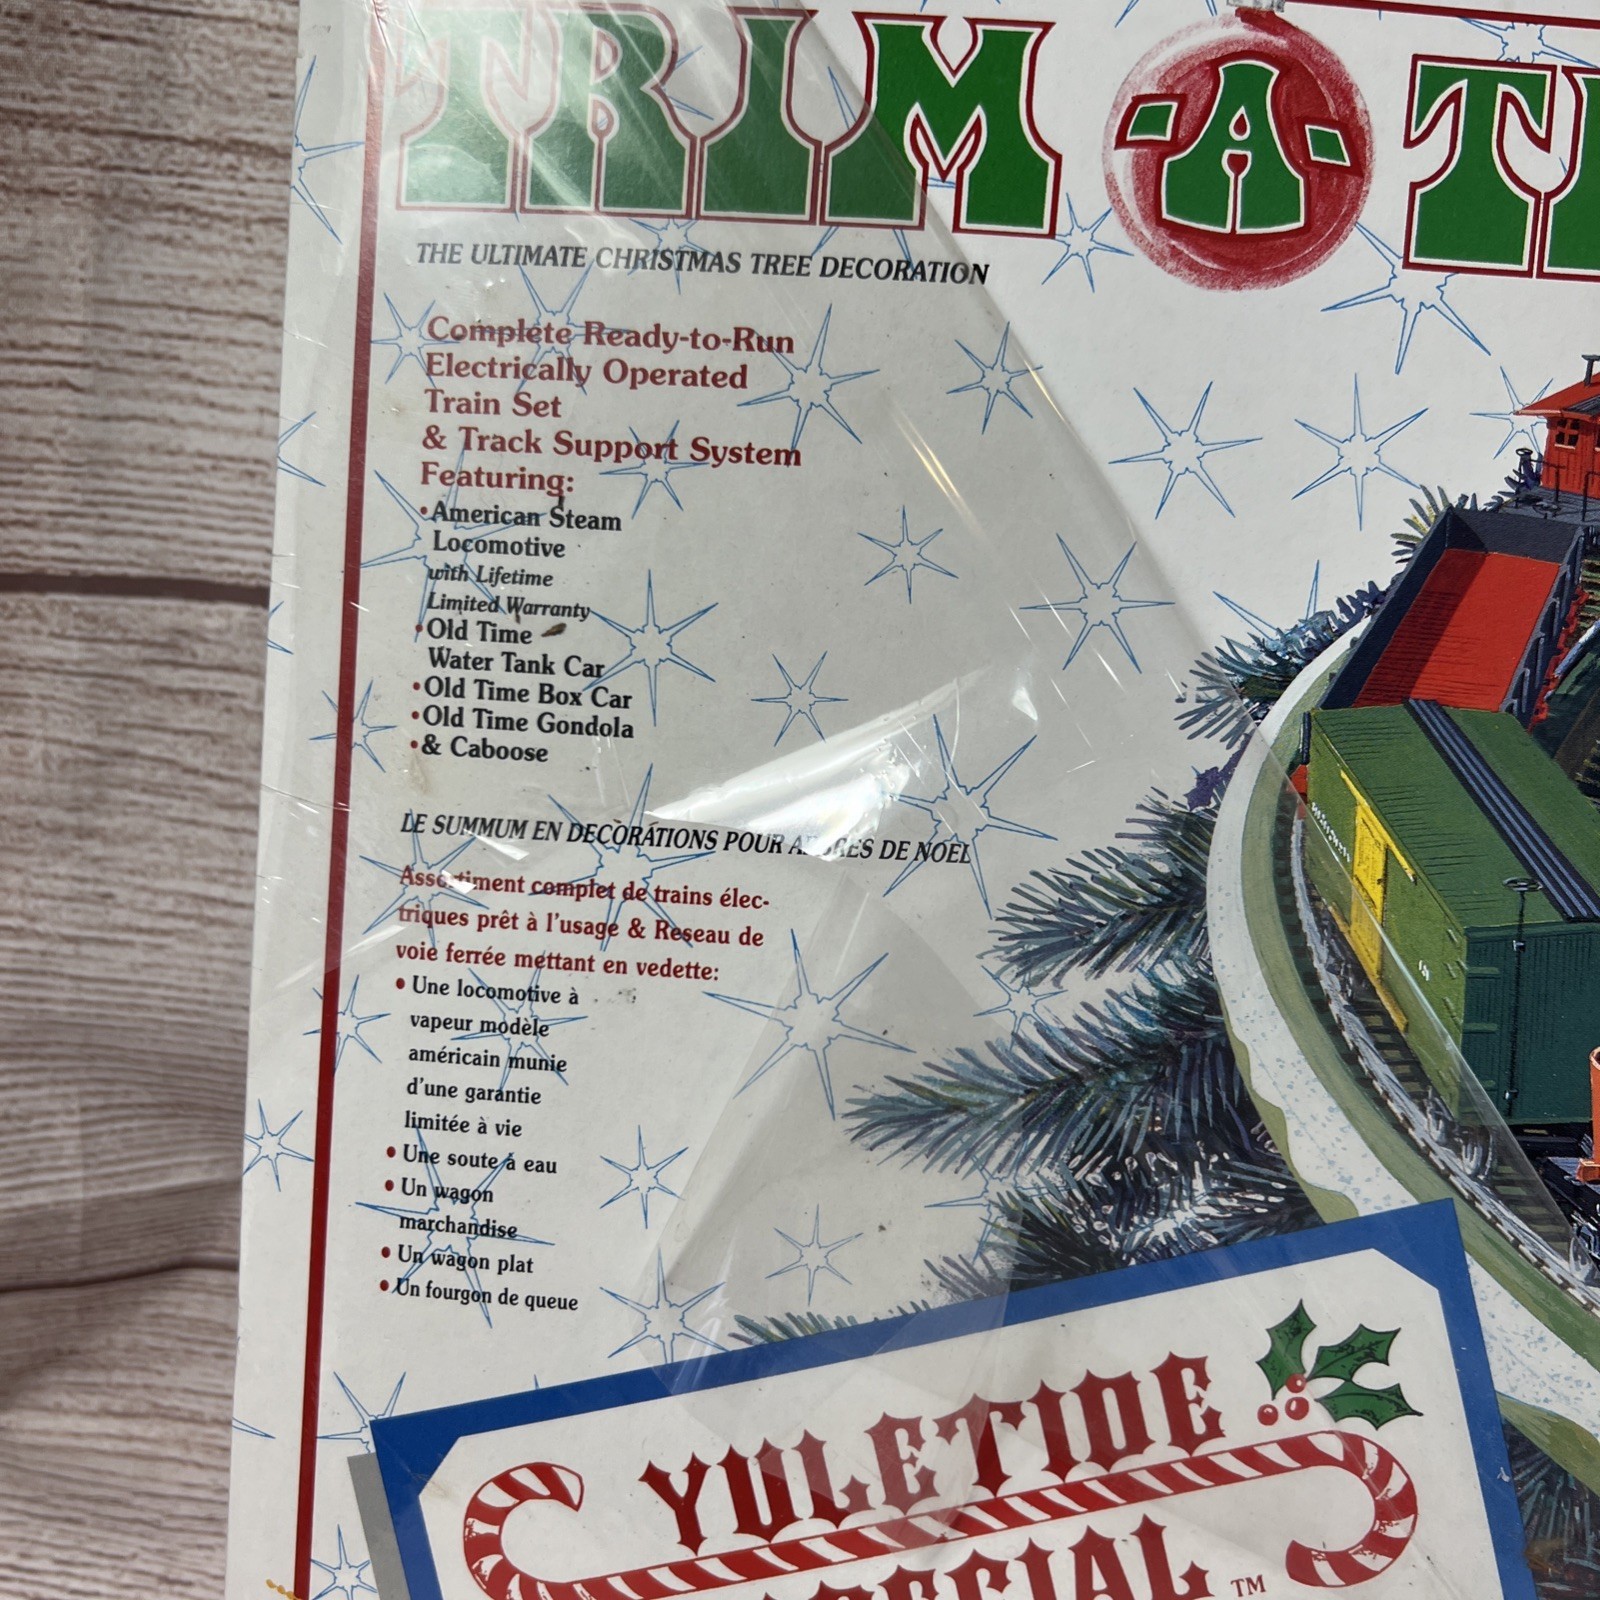 TRIM -A- T
THE ULTIMATE CHRISTMAS TREE DECORATION
Complete Ready-to-Run
Electrically Operated
Train Set
& Track Support System
Featuring:
•American Steam
Locomotive
with Lifetime
Limited Warranty
•Old Time
Water Tank Car
•Old Time Box Car
•Old Time Gondola
•& Caboose
LE SUMMUM EN DECORATIONS POUR ARBRES DE NOEL
Assortiment complet de trains élec-
triques prêt à l'usage & Reseau de
voie ferrée mettant en vedette:
• Une locomotive à
vapeur modèle
américain munie
d'une garantie
limitée à vie
• Une soute à eau
• Un wagon
marchandise
• Un wagon plat
• Un fourgon de queue
YULETIDE
SPECIAL ™